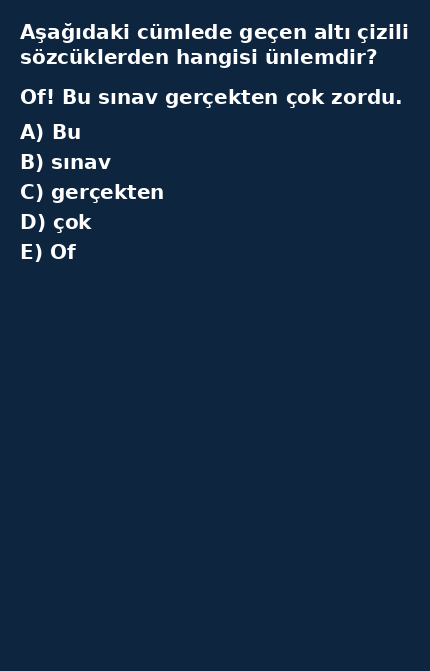 Aşağıdaki cümlede geçen altı çizili
sözcüklerden hangisi ünlemdir?
Of! Bu sınav gerçekten çok zordu.
A) Bu
B) sınav
C) gerçekten
D) çok
E) Of